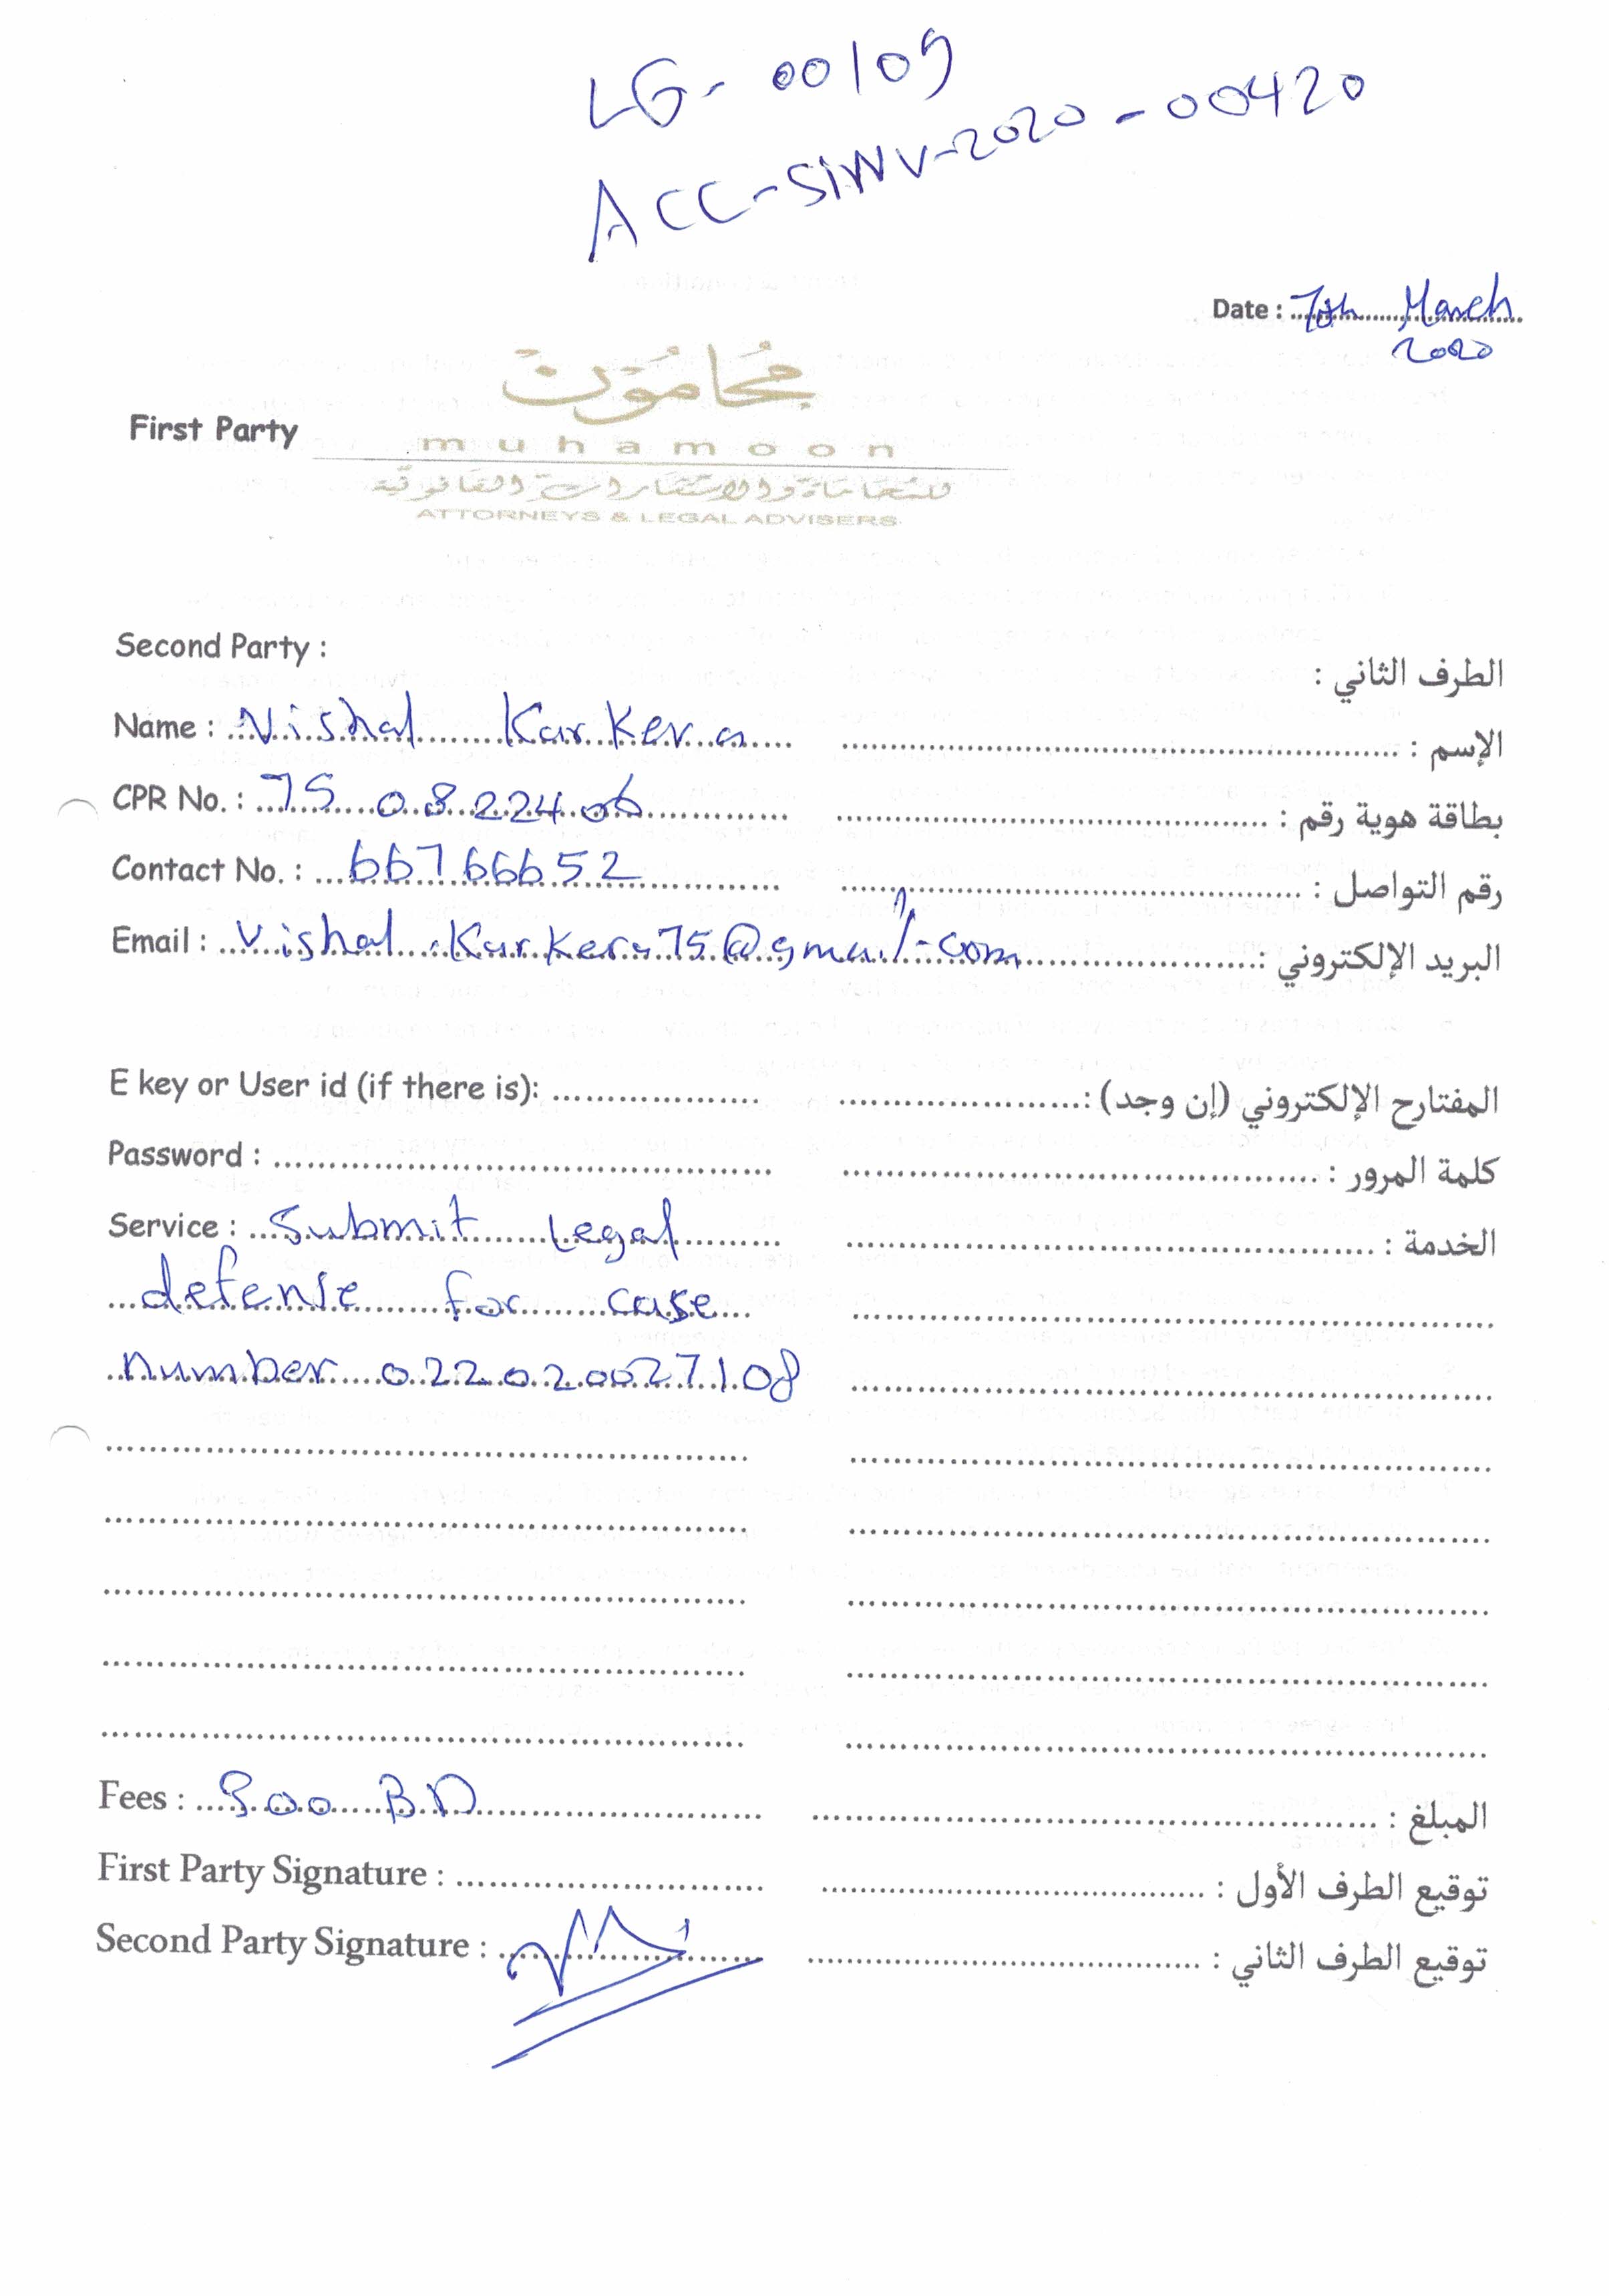 LG- 00109
ACC-SINV-2020-00420
Date : 7th March
2020
محامون
First Party
muhamoon
للمحاماة والاستشارات القانونية
ATTORNEYS & LEGAL ADVISERS
Second Party :
الطرف الثاني :
Name : Vishal Karkera
الإسم :
CPR No. : 750822406
بطاقة هوية رقم :
Contact No. : 66766652
رقم التواصل :
Email : Vishal.Karkera75@gmail.com
البريد الإلكتروني :
E key or User id (if there is):
المفتارح الإلكتروني (إن وجد) :
Password :
كلمة المرور :
Service : Submit Legal
الخدمة :
defense for case
number 022020027108
Fees : 800 BD
المبلغ :
First Party Signature :
توقيع الطرف الأول :
Second Party Signature :
توقيع الطرف الثاني :